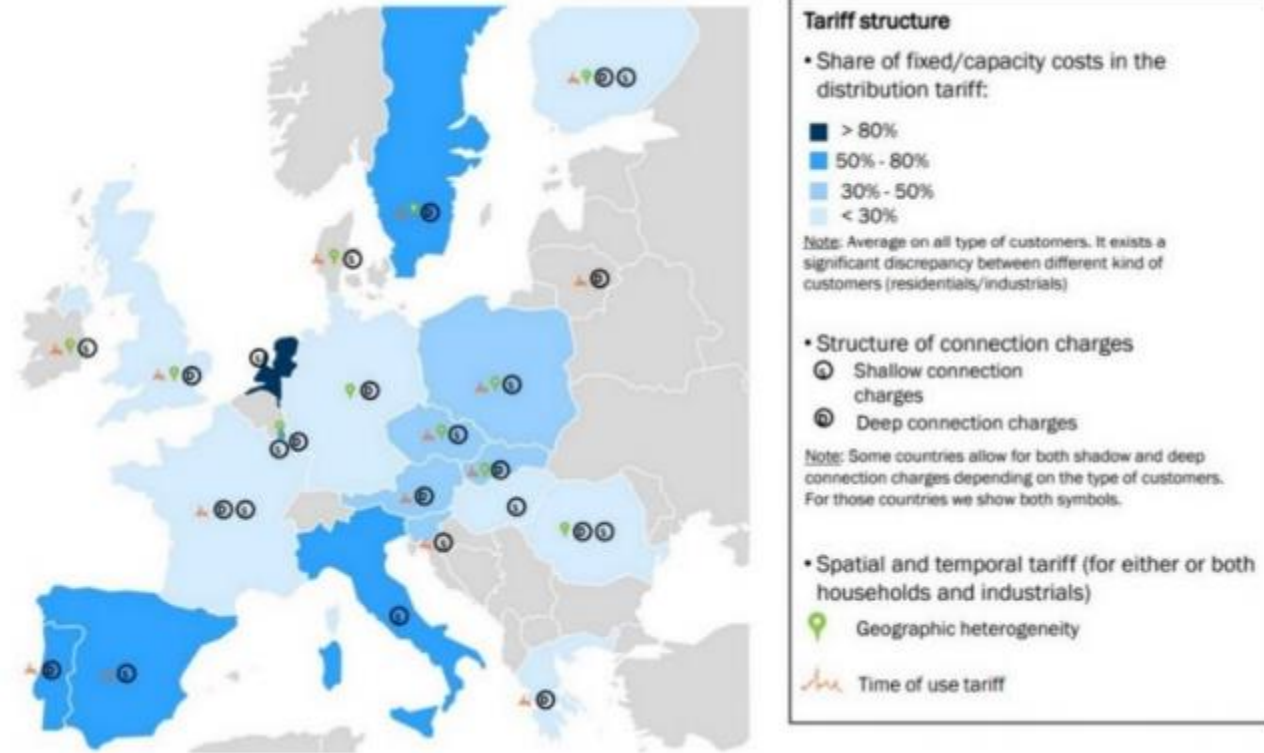 Tariff structure
• Share of fixed/capacity costs in the
distribution tariff:
> 80%
50% - 80%
30% - 50%
< 30%
Note: Average on all type of customers. It exists a
significant discrepancy between different kind of
customers (residentials/industrials)
• Structure of connection charges
S Shallow connection
charges
D Deep connection charges
Note: Some countries allow for both shadow and deep
connection charges depending on the type of customers.
For those countries we show both symbols.
• Spatial and temporal tariff (for either or both
households and industrials)
Geographic heterogeneity
Time of use tariff